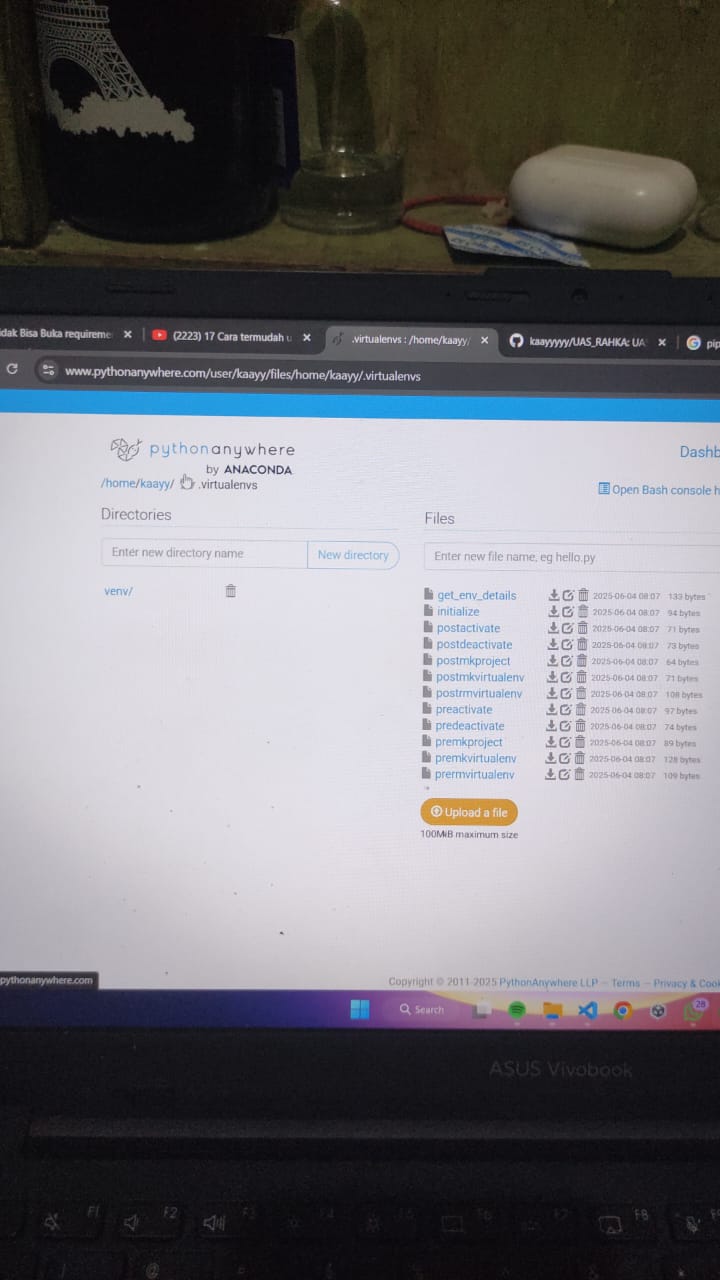 idak Bisa Buka requireme
(2223) 17 Cara termudah u
.virtualenvs : /home/kaayy/
kaayyyyy/UAS_RAHKA: UA
pip
www.pythonanywhere.com/user/kaayy/files/home/kaayy/.virtualenvs
pythonanywhere
by ANACONDA
Dashb
/home/kaayy/ .virtualenvs
Open Bash console h
Directories
Files
Enter new directory name
New directory
Enter new file name, eg hello.py
venv/
get_env_details 2025-06-04 08:07 133 bytes
initialize 2025-06-04 08:07 94 bytes
postactivate 2025-06-04 08:07 71 bytes
postdeactivate 2025-06-04 08:07 73 bytes
postmkproject 2025-06-04 08:07 64 bytes
postmkvirtualenv 2025-06-04 08:07 71 bytes
postrmvirtualenv 2025-06-04 08:07 108 bytes
preactivate 2025-06-04 08:07 97 bytes
predeactivate 2025-06-04 08:07 74 bytes
premkproject 2025-06-04 08:07 89 bytes
premkvirtualenv 2025-06-04 08:07 128 bytes
prermvirtualenv 2025-06-04 08:07 109 bytes
Upload a file
100MiB maximum size
pythonanywhere.com
Copyright © 2011-2025 PythonAnywhere LLP — Terms — Privacy & Cook
Search
28
ASUS Vivobook
F1
F2
F3
F4
F5
F6
F7
F8